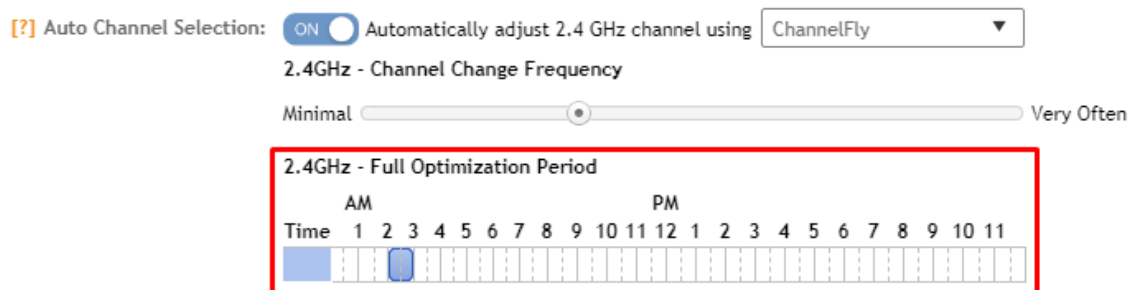 [?] Auto Channel Selection: ON Automatically adjust 2.4 GHz channel using ChannelFly
2.4GHz - Channel Change Frequency
Minimal Very Often
2.4GHz - Full Optimization Period
AM PM
Time 1 2 3 4 5 6 7 8 9 10 11 12 1 2 3 4 5 6 7 8 9 10 11